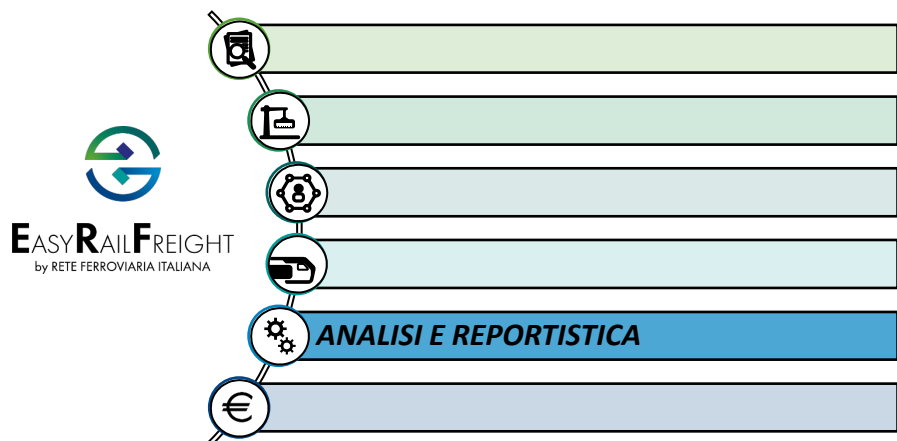 EASYRAILFREIGHT
by RETE FERROVIARIA ITALIANA
ANALISI E REPORTISTICA
€